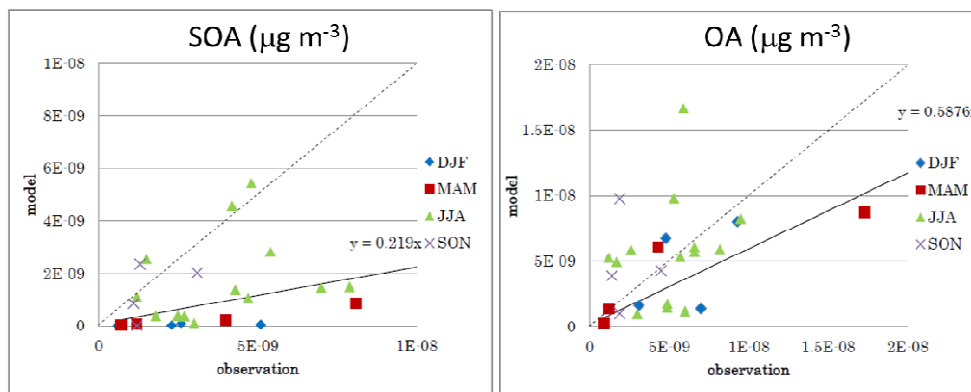 SOA (μg m-3)
1E-08
8E-09
6E-09
4E-09
2E-09
0
model
0
5E-09
1E-08
observation
y = 0.219x
DJF
MAM
JJA
SON
OA (μg m-3)
2E-08
1.5E-08
1E-08
5E-09
0
model
0
5E-09
1E-08
1.5E-08
2E-08
observation
y = 0.5876x
DJF
MAM
JJA
SON